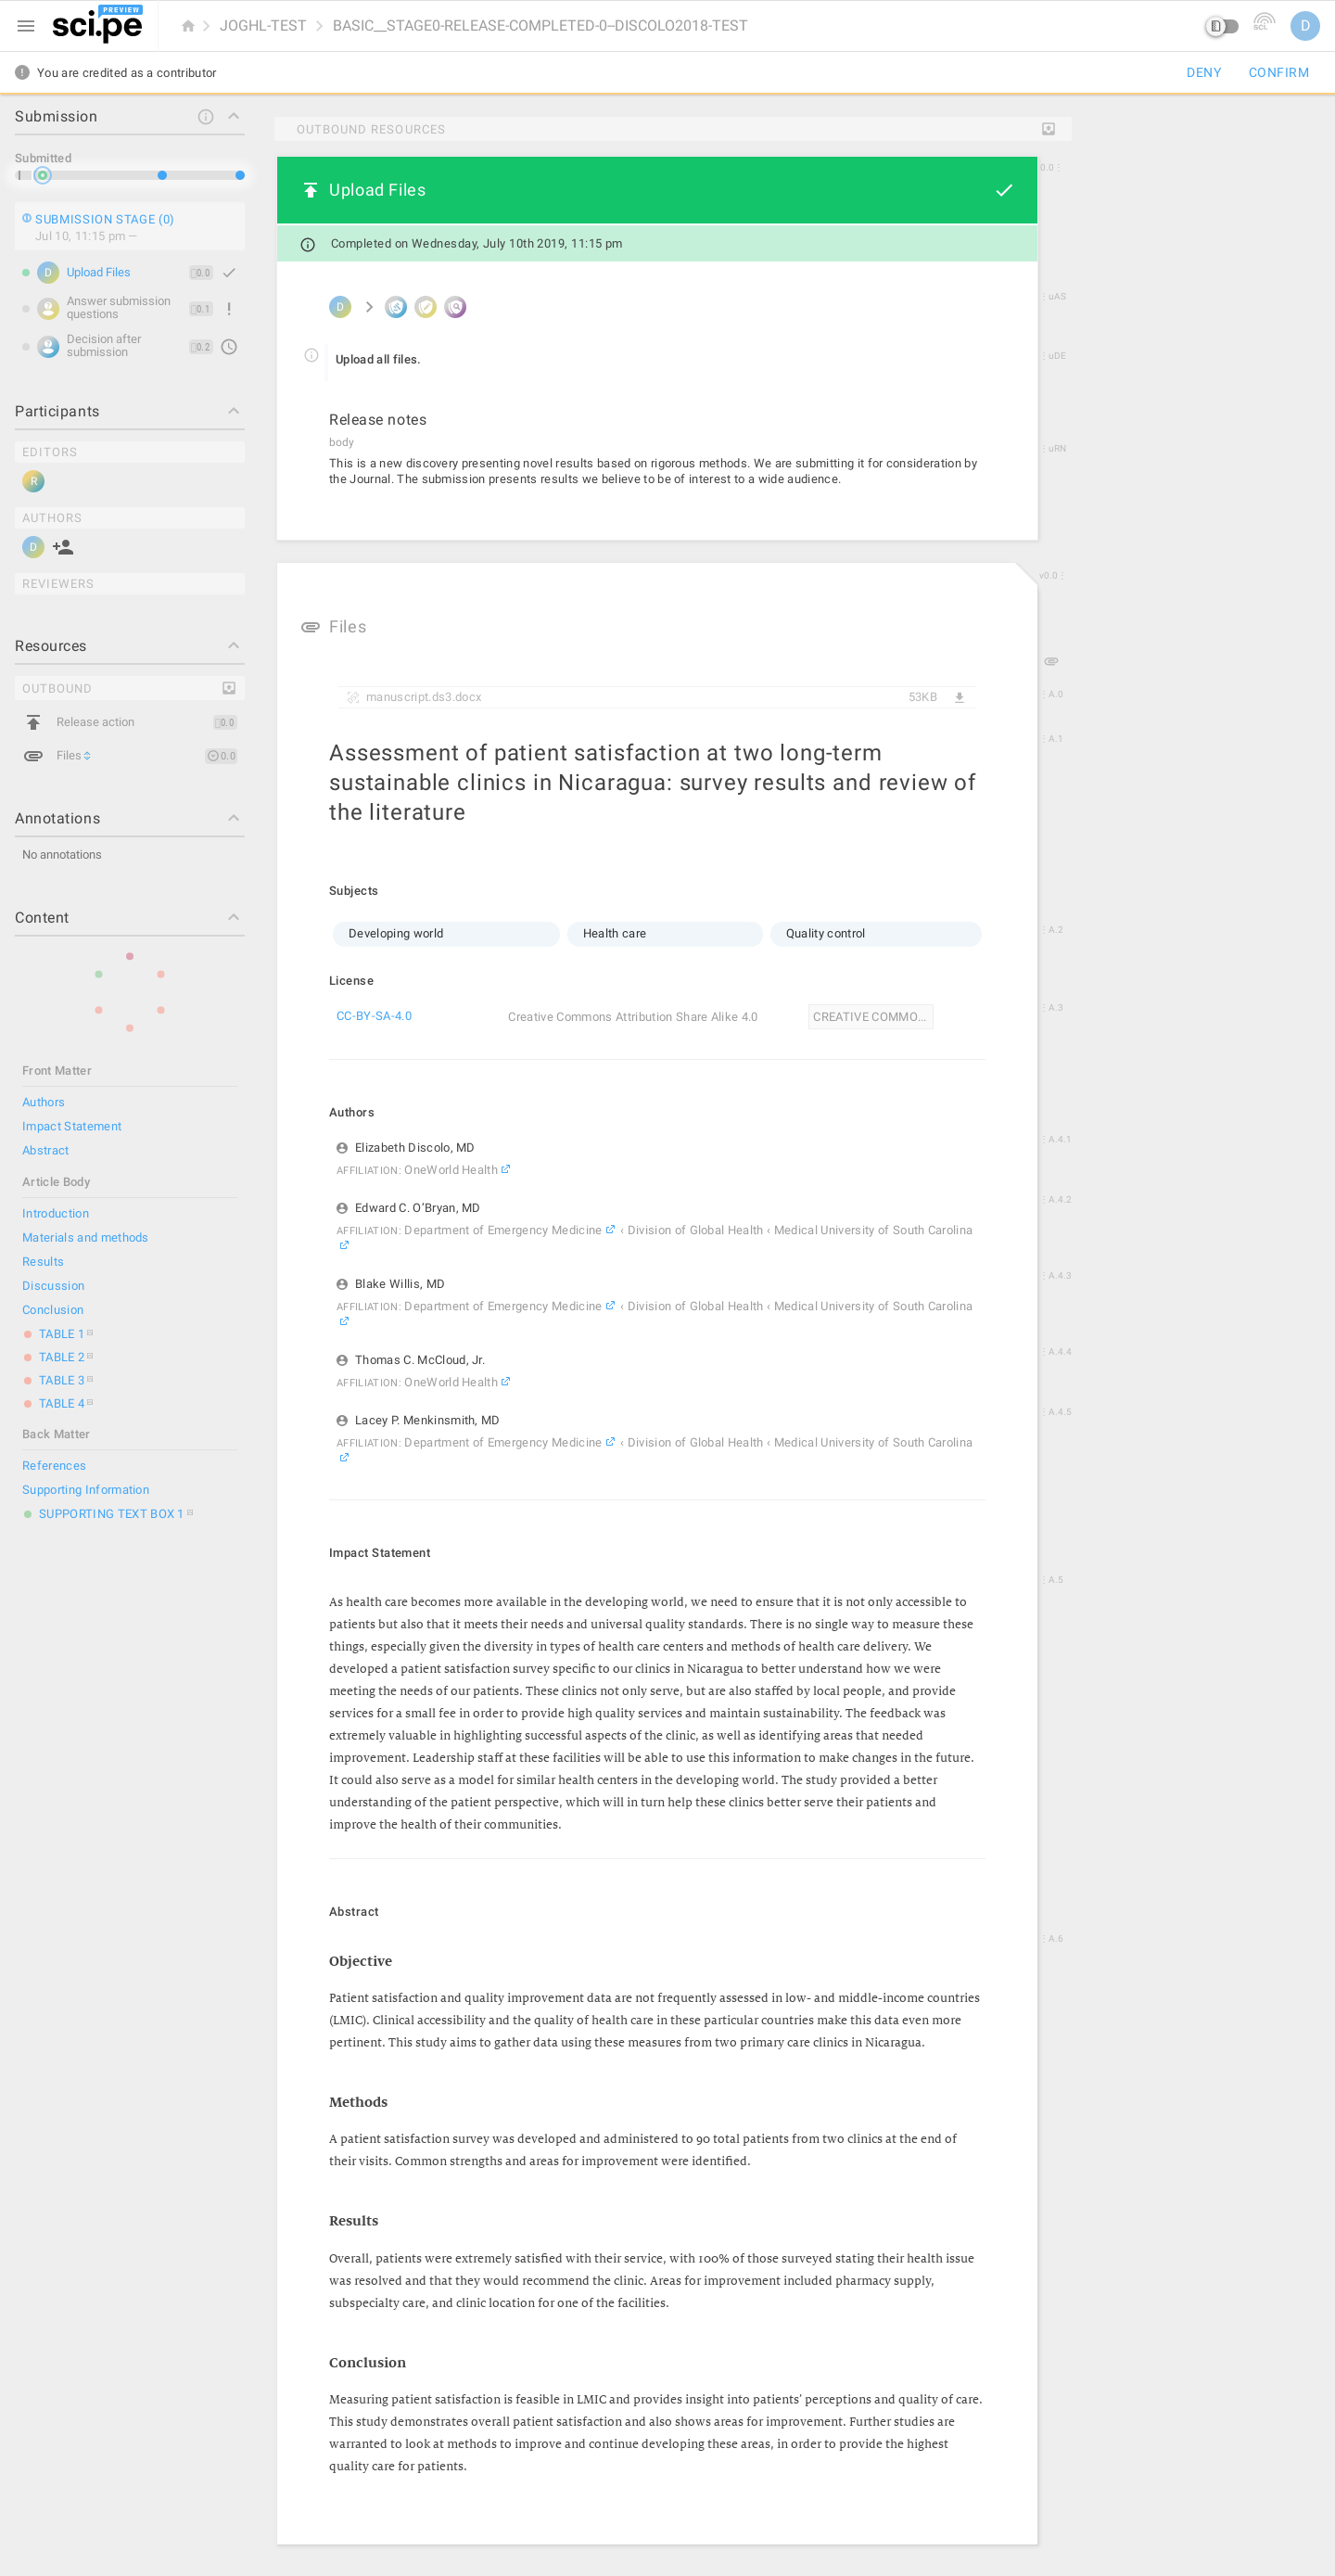 PREVIEW
sci.pe
JOGHL-TEST
BASIC__STAGE0-RELEASE-COMPLETED-0--DISCOLO2018-TEST
SCI.
D
You are credited as a contributor
DENY
CONFIRM
Submission
Submitted
SUBMISSION STAGE (0)
Jul 10, 11:15 pm —
D
Upload Files
0.0
Answer submission
questions
0.1
Decision after
submission
0.2
Participants
EDITORS
R
AUTHORS
D
REVIEWERS
Resources
OUTBOUND
Release action
0.0
Files
0.0
Annotations
No annotations
Content
Front Matter
Authors
Impact Statement
Abstract
Article Body
Introduction
Materials and methods
Results
Discussion
Conclusion
TABLE 1
TABLE 2
TABLE 3
TABLE 4
Back Matter
References
Supporting Information
SUPPORTING TEXT BOX 1
OUTBOUND RESOURCES
0.0
Upload Files
Completed on Wednesday, July 10th 2019, 11:15 pm
D
uAS
Upload all files.
uDE
Release notes
uRN
body
This is a new discovery presenting novel results based on rigorous methods. We are submitting it for consideration by
the Journal. The submission presents results we believe to be of interest to a wide audience.
v0.0
Files
manuscript.ds3.docx
53KB
A.0
A.1
Assessment of patient satisfaction at two long-term
sustainable clinics in Nicaragua: survey results and review of
the literature
Subjects
A.2
Developing world
Health care
Quality control
License
A.3
CC-BY-SA-4.0
Creative Commons Attribution Share Alike 4.0
CREATIVE COMMO...
Authors
Elizabeth Discolo, MD
A.4.1
AFFILIATION: OneWorld Health
Edward C. O’Bryan, MD
A.4.2
AFFILIATION: Department of Emergency Medicine ‹ Division of Global Health ‹ Medical University of South Carolina
Blake Willis, MD
A.4.3
AFFILIATION: Department of Emergency Medicine ‹ Division of Global Health ‹ Medical University of South Carolina
Thomas C. McCloud, Jr.
A.4.4
AFFILIATION: OneWorld Health
Lacey P. Menkinsmith, MD
A.4.5
AFFILIATION: Department of Emergency Medicine ‹ Division of Global Health ‹ Medical University of South Carolina
Impact Statement
A.5
As health care becomes more available in the developing world, we need to ensure that it is not only accessible to
patients but also that it meets their needs and universal quality standards. There is no single way to measure these
things, especially given the diversity in types of health care centers and methods of health care delivery. We
developed a patient satisfaction survey specific to our clinics in Nicaragua to better understand how we were
meeting the needs of our patients. These clinics not only serve, but are also staffed by local people, and provide
services for a small fee in order to provide high quality services and maintain sustainability. The feedback was
extremely valuable in highlighting successful aspects of the clinic, as well as identifying areas that needed
improvement. Leadership staff at these facilities will be able to use this information to make changes in the future.
It could also serve as a model for similar health centers in the developing world. The study provided a better
understanding of the patient perspective, which will in turn help these clinics better serve their patients and
improve the health of their communities.
Abstract
A.6
Objective
Patient satisfaction and quality improvement data are not frequently assessed in low- and middle-income countries
(LMIC). Clinical accessibility and the quality of health care in these particular countries make this data even more
pertinent. This study aims to gather data using these measures from two primary care clinics in Nicaragua.
Methods
A patient satisfaction survey was developed and administered to 90 total patients from two clinics at the end of
their visits. Common strengths and areas for improvement were identified.
Results
Overall, patients were extremely satisfied with their service, with 100% of those surveyed stating their health issue
was resolved and that they would recommend the clinic. Areas for improvement included pharmacy supply,
subspecialty care, and clinic location for one of the facilities.
Conclusion
Measuring patient satisfaction is feasible in LMIC and provides insight into patients’ perceptions and quality of care.
This study demonstrates overall patient satisfaction and also shows areas for improvement. Further studies are
warranted to look at methods to improve and continue developing these areas, in order to provide the highest
quality care for patients.